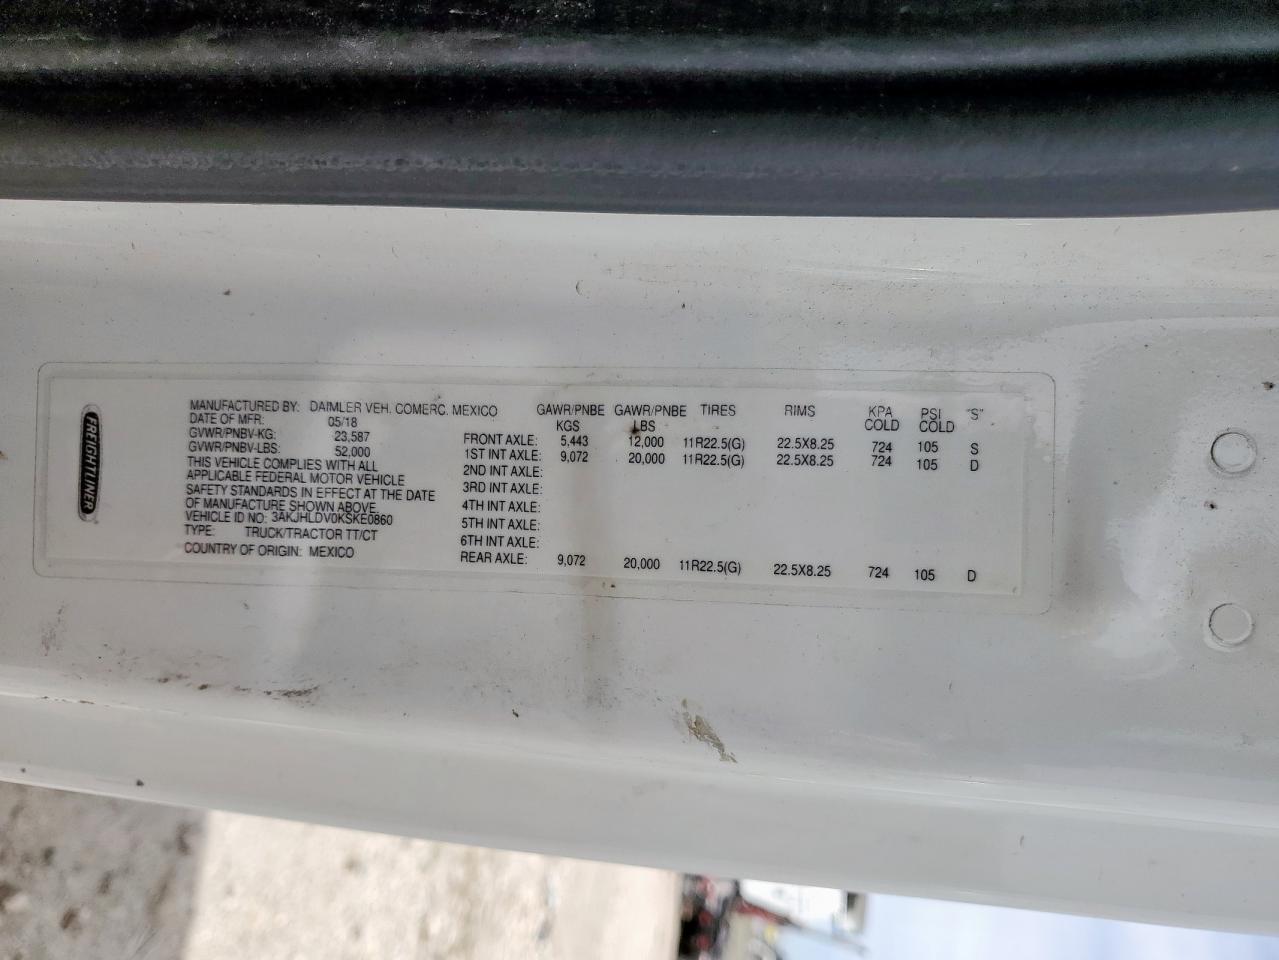 FREIGHTLINER
MANUFACTURED BY: DAIMLER VEH. COMERC. MEXICO
DATE OF MFR: 05/18
GVWR/PNBV-KG: 23,587
GVWR/PNBV-LBS: 52,000
THIS VEHICLE COMPLIES WITH ALL
APPLICABLE FEDERAL MOTOR VEHICLE
SAFETY STANDARDS IN EFFECT AT THE DATE
OF MANUFACTURE SHOWN ABOVE.
VEHICLE ID NO: 3AKJHLDV0KSKE0860
TYPE: TRUCK/TRACTOR TT/CT
COUNTRY OF ORIGIN: MEXICO
GAWR/PNBE GAWR/PNBE TIRES RIMS KPA PSI "S"
KGS LBS COLD COLD
FRONT AXLE: 5,443 12,000 11R22.5(G) 22.5X8.25 724 105 S
1ST INT AXLE: 9,072 20,000 11R22.5(G) 22.5X8.25 724 105 D
2ND INT AXLE:
3RD INT AXLE:
4TH INT AXLE:
5TH INT AXLE:
6TH INT AXLE:
REAR AXLE: 9,072 20,000 11R22.5(G) 22.5X8.25 724 105 D